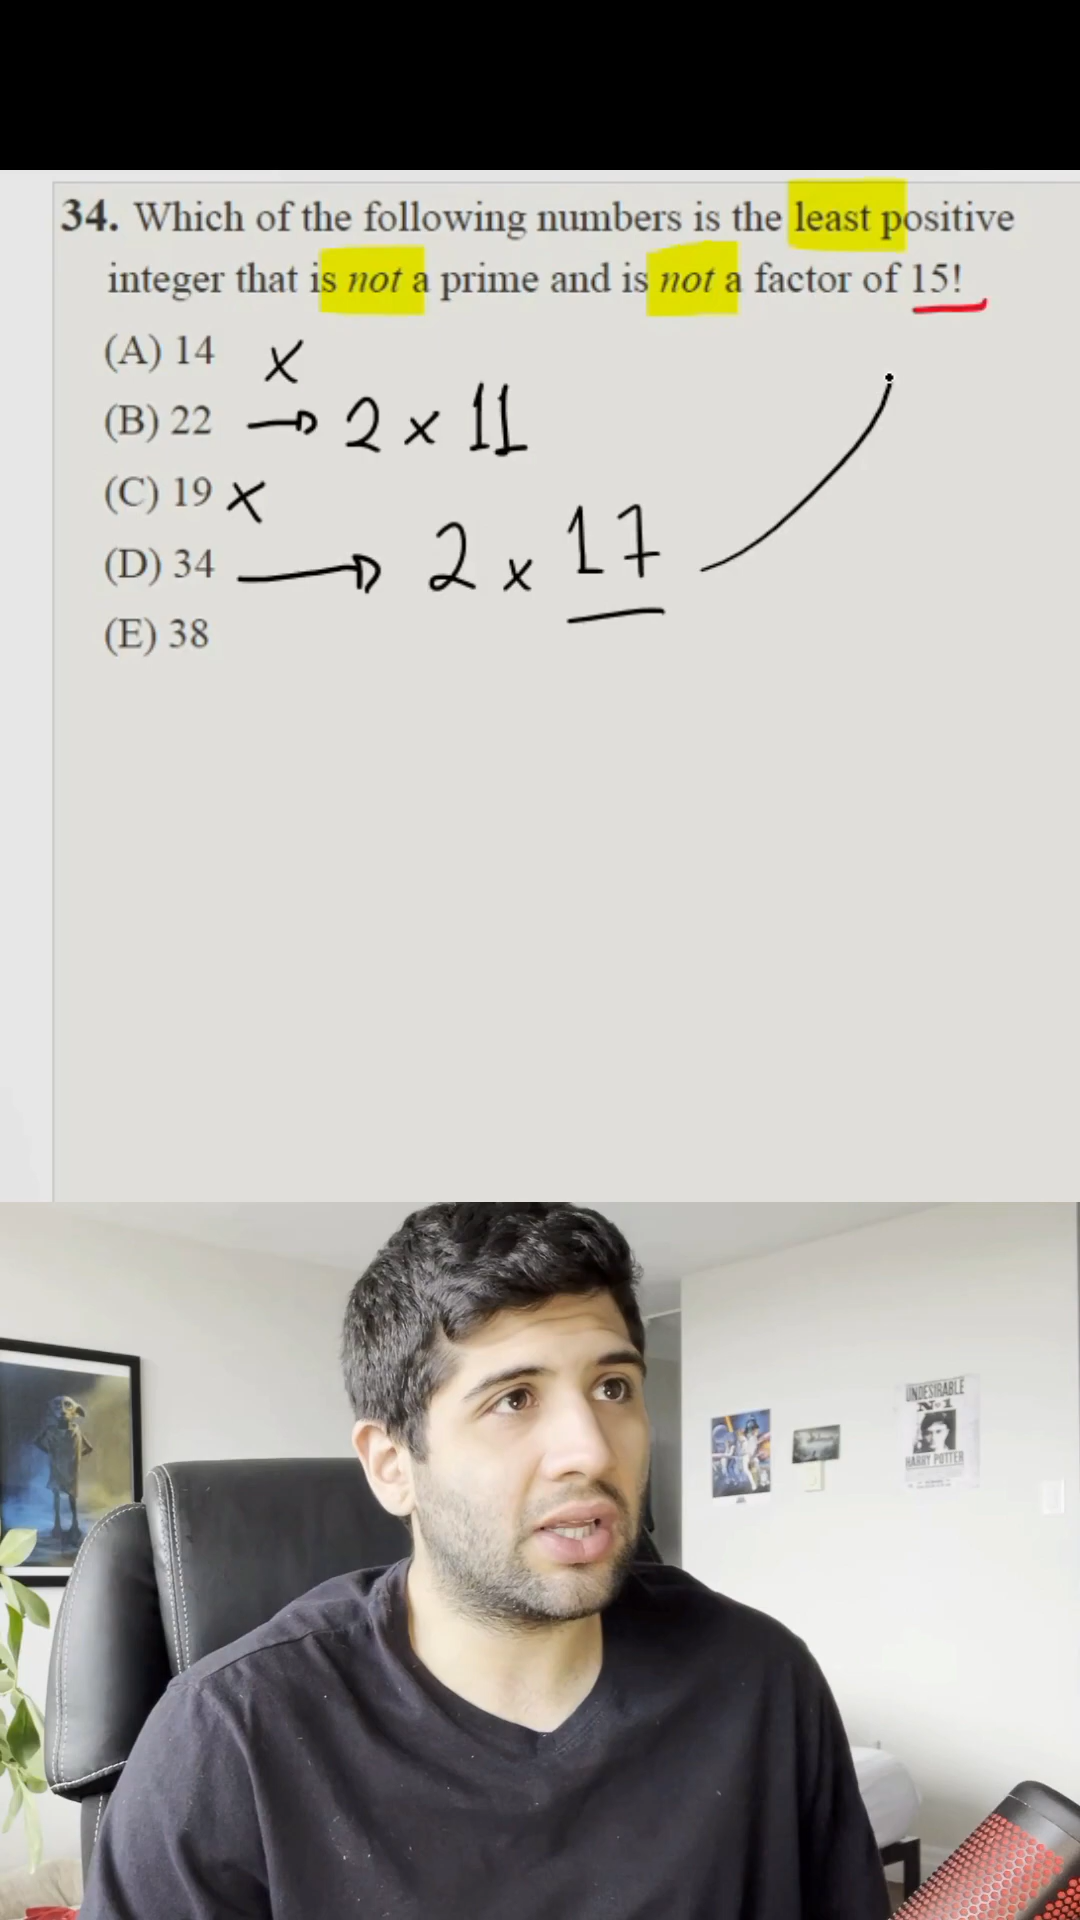 34. Which of the following numbers is the least positive
integer that is not a prime and is not a factor of 15!
(A) 14 x
(B) 22 → 2 x 11
(C) 19 x
(D) 34 → 2 x 17
(E) 38
UNDESIRABLE
No 1
HARRY POTTER